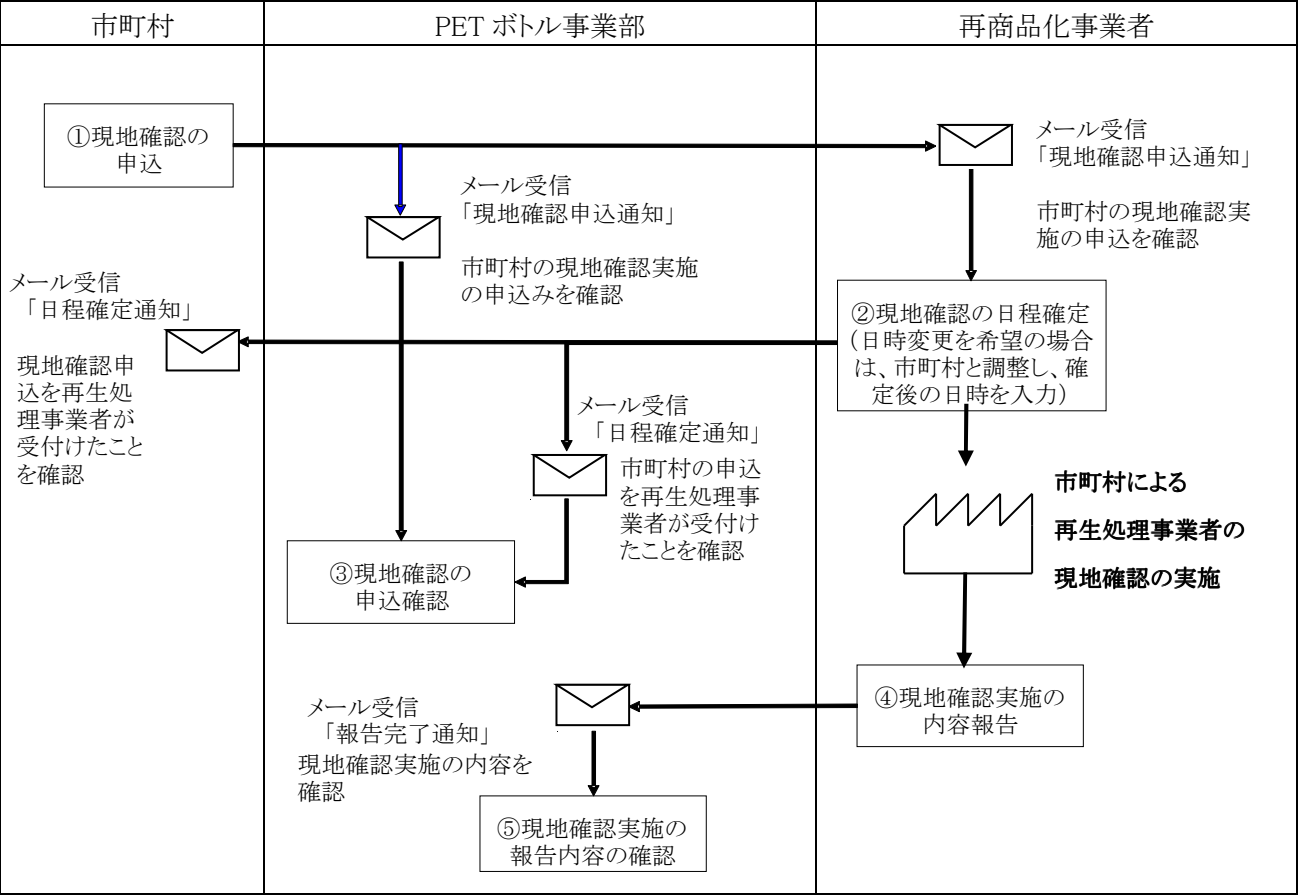 市町村
PET ボトル事業部
再商品化事業者
①現地確認の
申込
メール受信
「現地確認申込通知」
市町村の現地確認実
施の申込を確認
メール受信
「現地確認申込通知」
市町村の現地確認実施
の申込みを確認
メール受信
「日程確定通知」
現地確認申
込を再生処
理事業者が
受付けたこと
を確認
②現地確認の日程確定
（日時変更を希望の場合
は、市町村と調整し、確
定後の日時を入力）
メール受信
「日程確定通知」
市町村の申込
を再生処理事
業者が受付け
たことを確認
市町村による
再生処理事業者の
現地確認の実施
③現地確認の
申込確認
④現地確認実施の
内容報告
メール受信
「報告完了通知」
現地確認実施の内容を
確認
⑤現地確認実施の
報告内容の確認